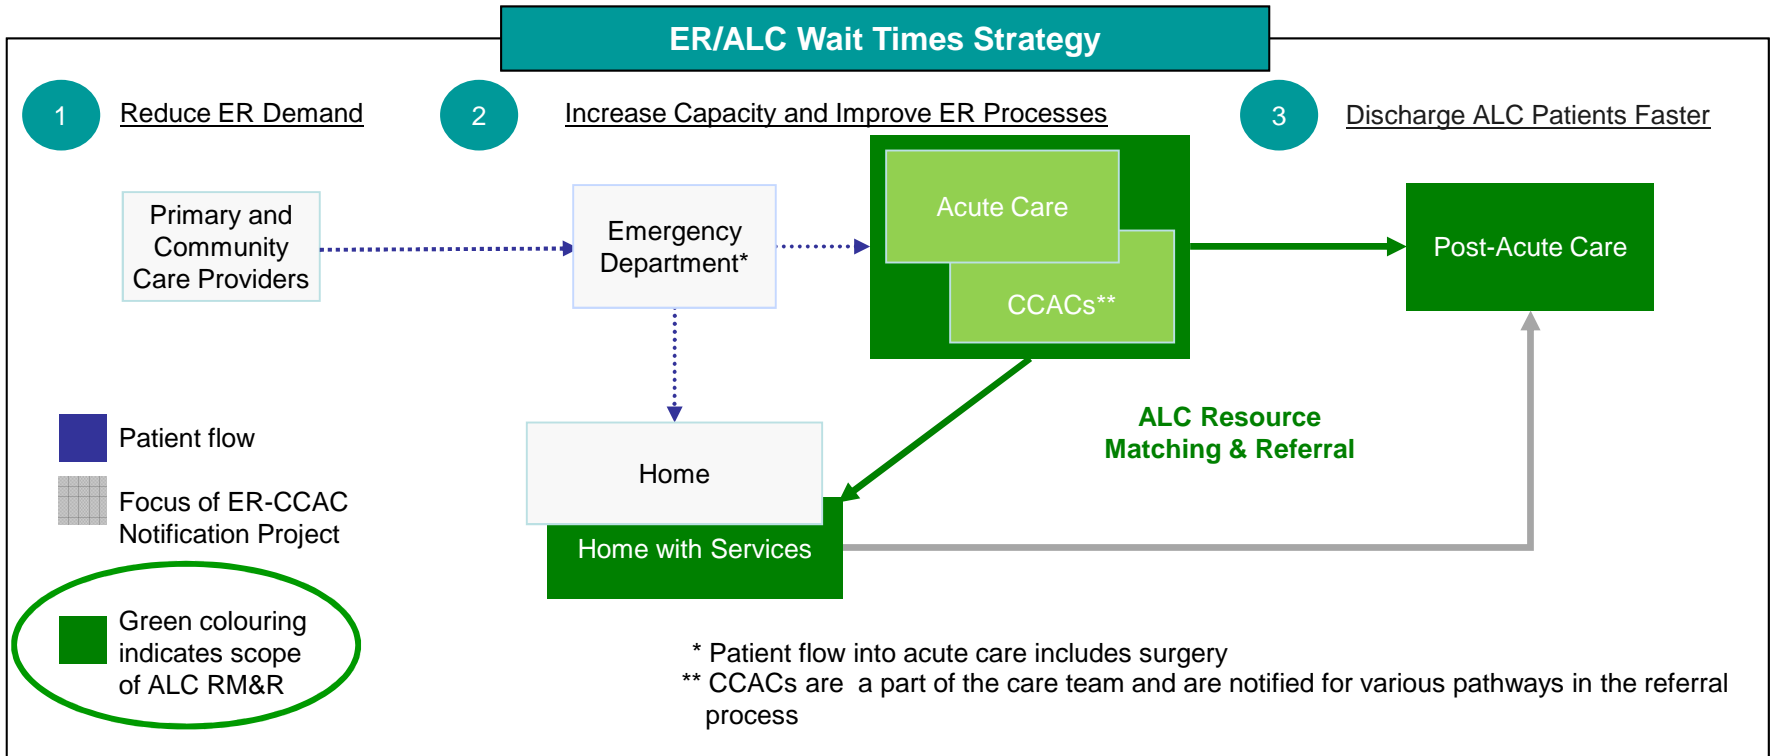 ER/ALC Wait Times Strategy
1
Reduce ER Demand
2
Increase Capacity and Improve ER Processes
3
Discharge ALC Patients Faster
Primary and
Community
Care Providers
Emergency
Department*
Acute Care
CCACs**
Post-Acute Care
Home
Home with Services
ALC Resource
Matching & Referral
Patient flow
Focus of ER-CCAC
Notification Project
Green colouring
indicates scope
of ALC RM&R
* Patient flow into acute care includes surgery
** CCACs are a part of the care team and are notified for various pathways in the referral
process